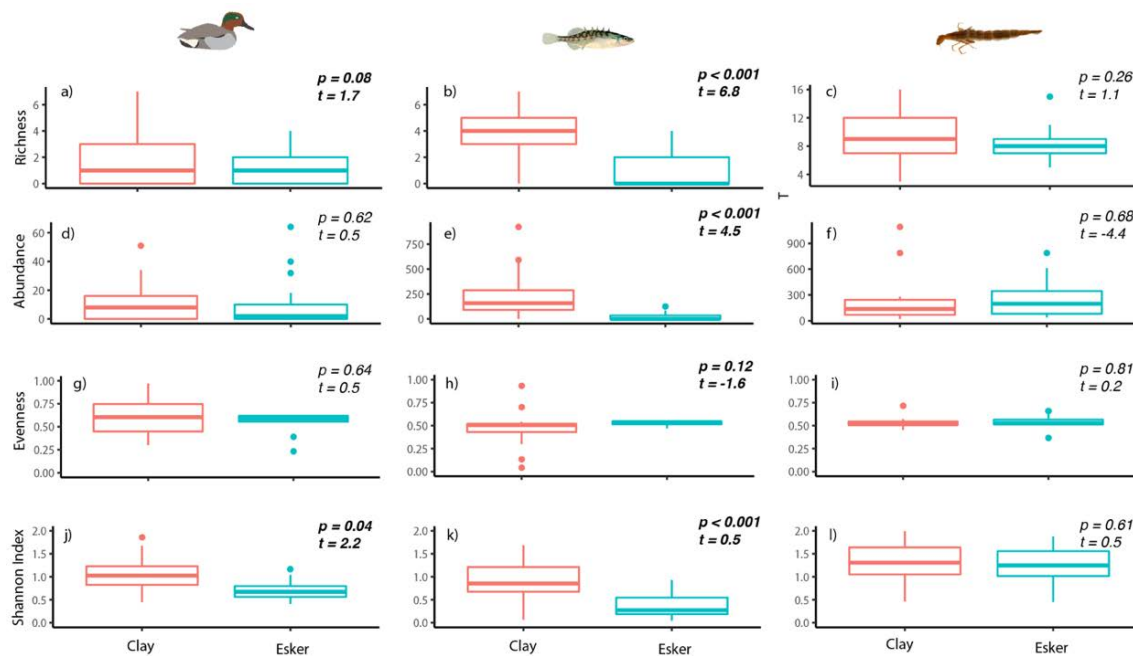 a)
p = 0.08
t = 1.7
b)
p < 0.001
t = 6.8
c)
p = 0.26
t = 1.1
Richness
6
4
2
0
6
4
2
0
16
12
8
4
T
d)
p = 0.62
t = 0.5
e)
p < 0.001
t = 4.5
f)
p = 0.68
t = -4.4
Abundance
60
40
20
0
750
500
250
0
900
600
300
0
g)
p = 0.64
t = 0.5
h)
p = 0.12
t = -1.6
i)
p = 0.81
t = 0.2
Evenness
1.00
0.75
0.50
0.25
0.00
1.00
0.75
0.50
0.25
0.00
1.00
0.75
0.50
0.25
0.00
j)
p = 0.04
t = 2.2
k)
p < 0.001
t = 0.5
l)
p = 0.61
t = 0.5
Shannon Index
2.0
1.5
1.0
0.5
0.0
2.0
1.5
1.0
0.5
0.0
2.0
1.5
1.0
0.5
0.0
Clay Esker
Clay Esker
Clay Esker